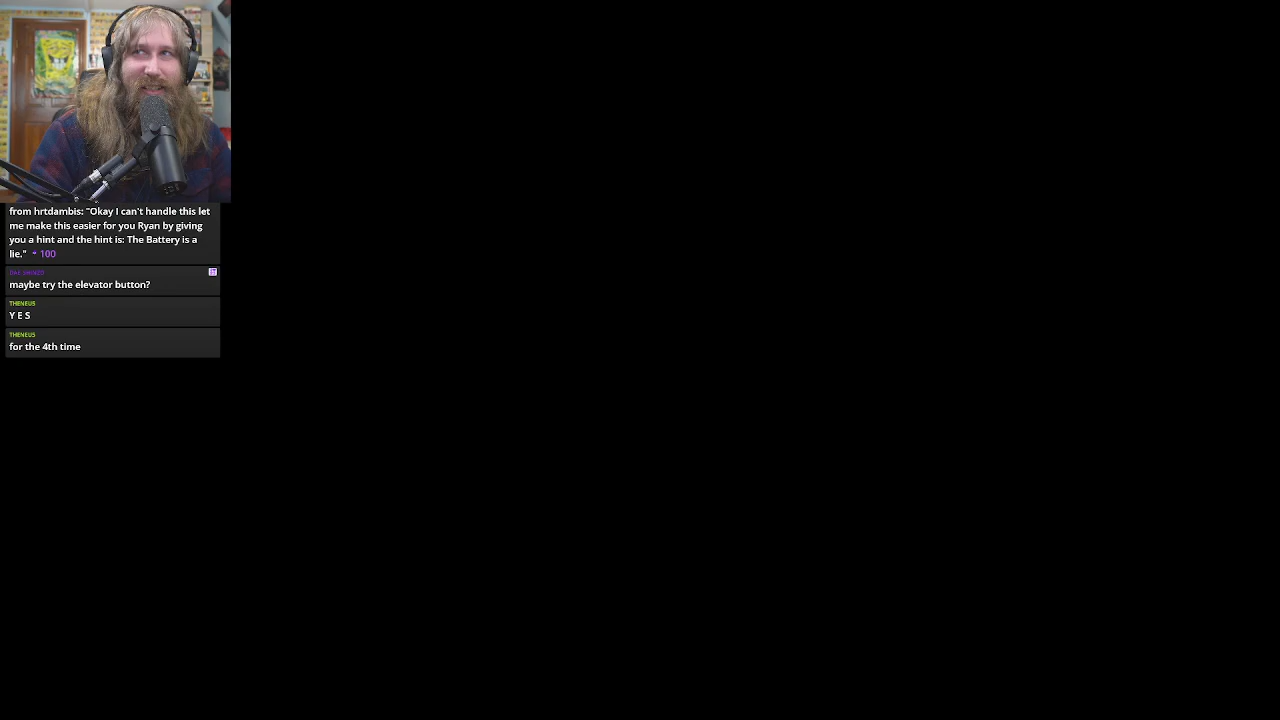 from hrtdambis: "Okay I can't handle this let
me make this easier for you Ryan by giving
you a hint and the hint is: The Battery is a
lie." 100
maybe try the elevator button?
THENEUS
Y E S
THENEUS
for the 4th time